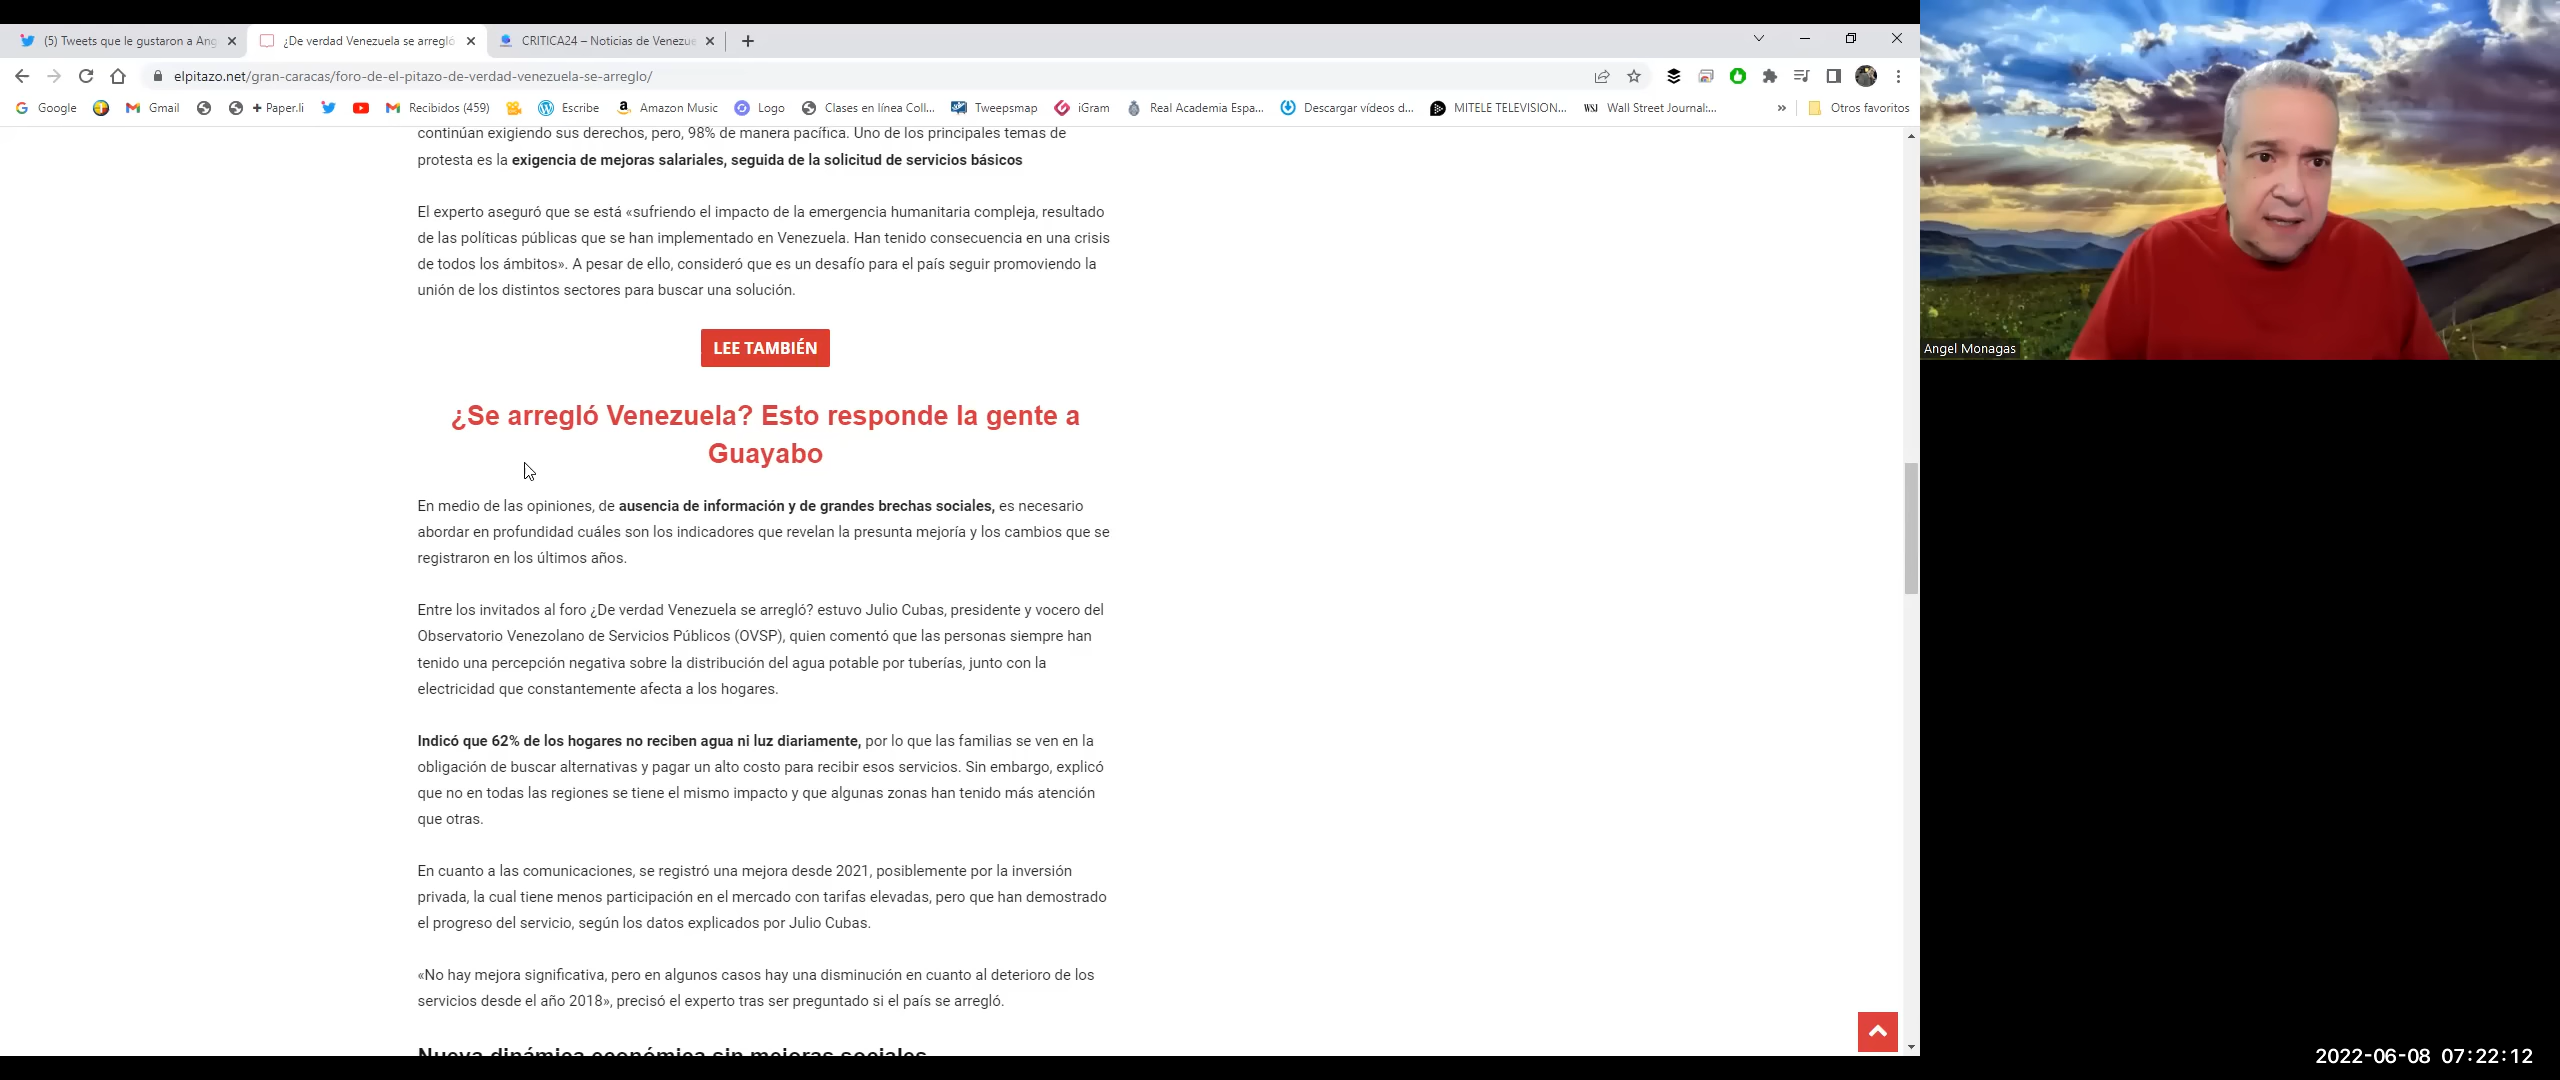 (5) Tweets que le gustaron a Ang
¿De verdad Venezuela se arregló
CRITICA24 – Noticias de Venezue
elpitazo.net/gran-caracas/foro-de-el-pitazo-de-verdad-venezuela-se-arreglo/
Google
Gmail
+ Paper.li
Recibidos (459)
Escribe
Amazon Music
Logo
Clases en línea Coll...
Tweepsmap
iGram
Real Academia Espa...
Descargar vídeos d...
MITELE TELEVISION...
WSJ Wall Street Journal:...
»
Otros favoritos
continúan exigiendo sus derechos, pero, 98% de manera pacífica. Uno de los principales temas de
protesta es la exigencia de mejoras salariales, seguida de la solicitud de servicios básicos
El experto aseguró que se está «sufriendo el impacto de la emergencia humanitaria compleja, resultado
de las políticas públicas que se han implementado en Venezuela. Han tenido consecuencia en una crisis
de todos los ámbitos». A pesar de ello, consideró que es un desafío para el país seguir promoviendo la
unión de los distintos sectores para buscar una solución.
LEE TAMBIÉN
¿Se arregló Venezuela? Esto responde la gente a
Guayabo
En medio de las opiniones, de ausencia de información y de grandes brechas sociales, es necesario
abordar en profundidad cuáles son los indicadores que revelan la presunta mejoría y los cambios que se
registraron en los últimos años.
Entre los invitados al foro ¿De verdad Venezuela se arregló? estuvo Julio Cubas, presidente y vocero del
Observatorio Venezolano de Servicios Públicos (OVSP), quien comentó que las personas siempre han
tenido una percepción negativa sobre la distribución del agua potable por tuberías, junto con la
electricidad que constantemente afecta a los hogares.
Indicó que 62% de los hogares no reciben agua ni luz diariamente, por lo que las familias se ven en la
obligación de buscar alternativas y pagar un alto costo para recibir esos servicios. Sin embargo, explicó
que no en todas las regiones se tiene el mismo impacto y que algunas zonas han tenido más atención
que otras.
En cuanto a las comunicaciones, se registró una mejora desde 2021, posiblemente por la inversión
privada, la cual tiene menos participación en el mercado con tarifas elevadas, pero que han demostrado
el progreso del servicio, según los datos explicados por Julio Cubas.
«No hay mejora significativa, pero en algunos casos hay una disminución en cuanto al deterioro de los
servicios desde el año 2018», precisó el experto tras ser preguntado si el país se arregló.
Nueva dinámica económica sin mejoras sociales
Angel Monagas
2022-06-08 07:22:12